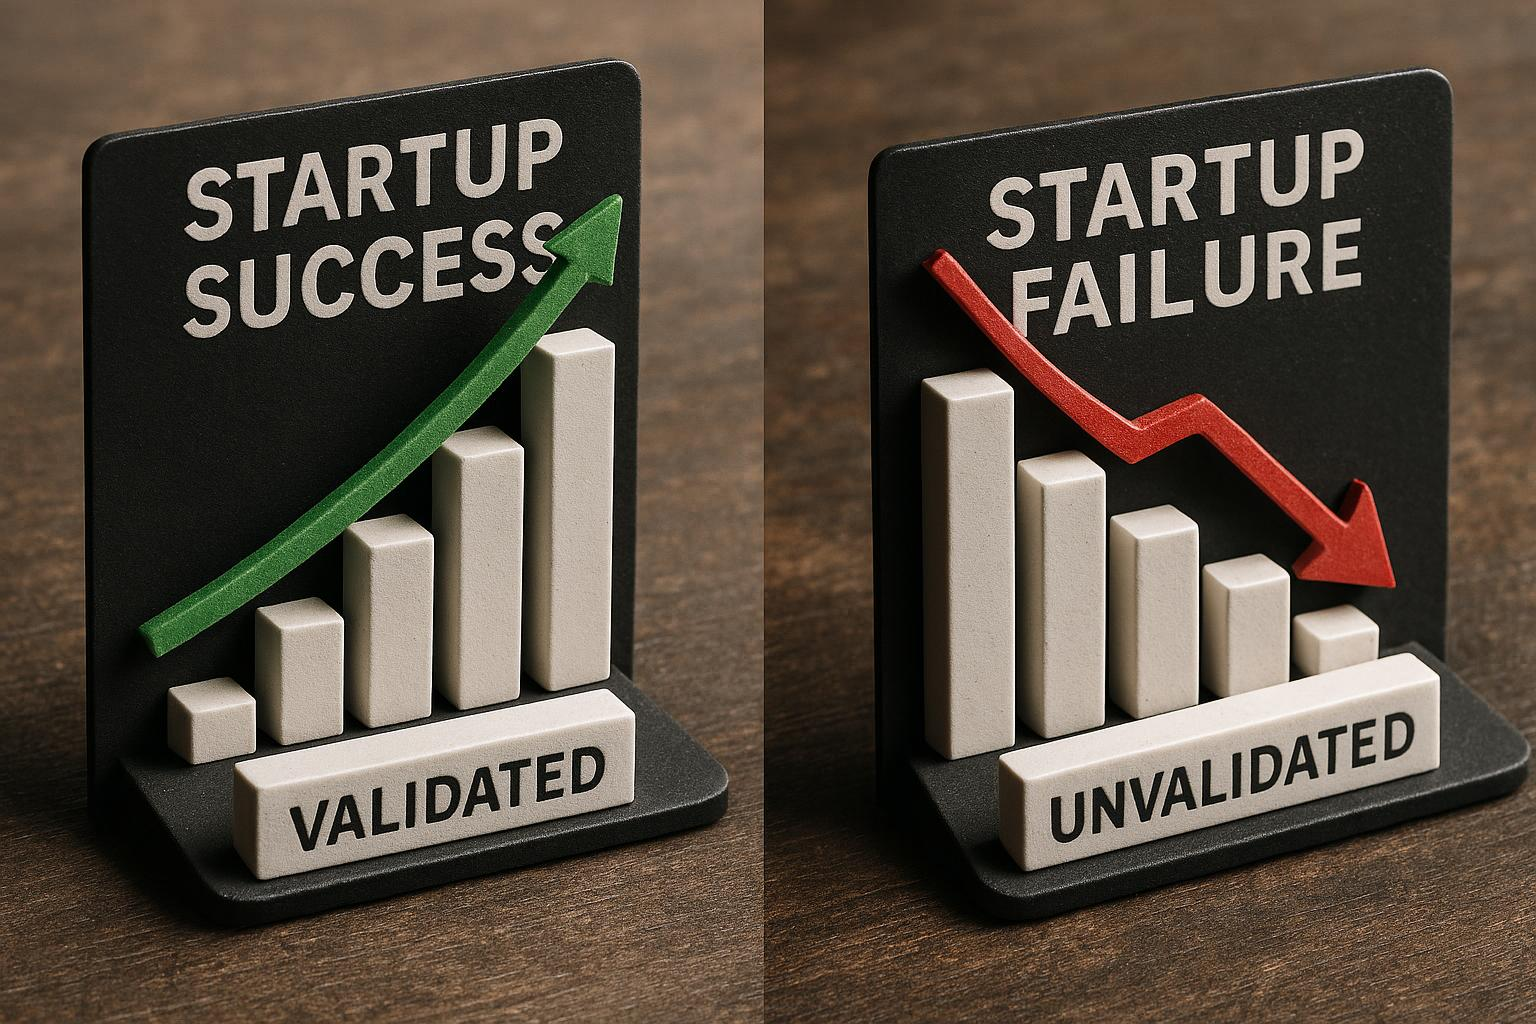 STARTUP
SUCCESS
VALIDATED
STARTUP
FAILURE
UNVALIDATED